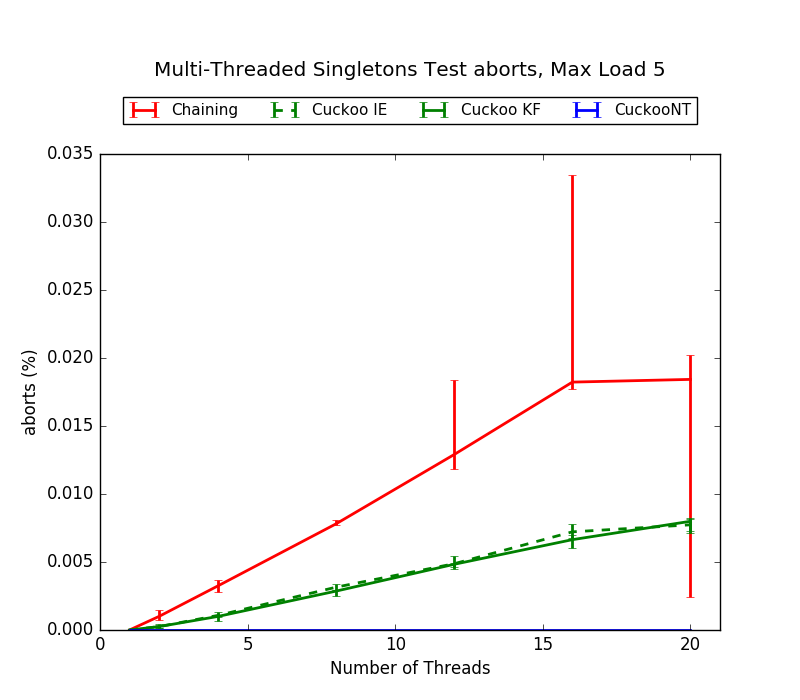 Multi-Threaded Singletons Test aborts, Max Load 5
Chaining Cuckoo IE Cuckoo KF CuckooNT
0.035
0.030
0.025
0.020
0.015
0.010
0.005
0.000
aborts (%)
0 5 10 15 20
Number of Threads